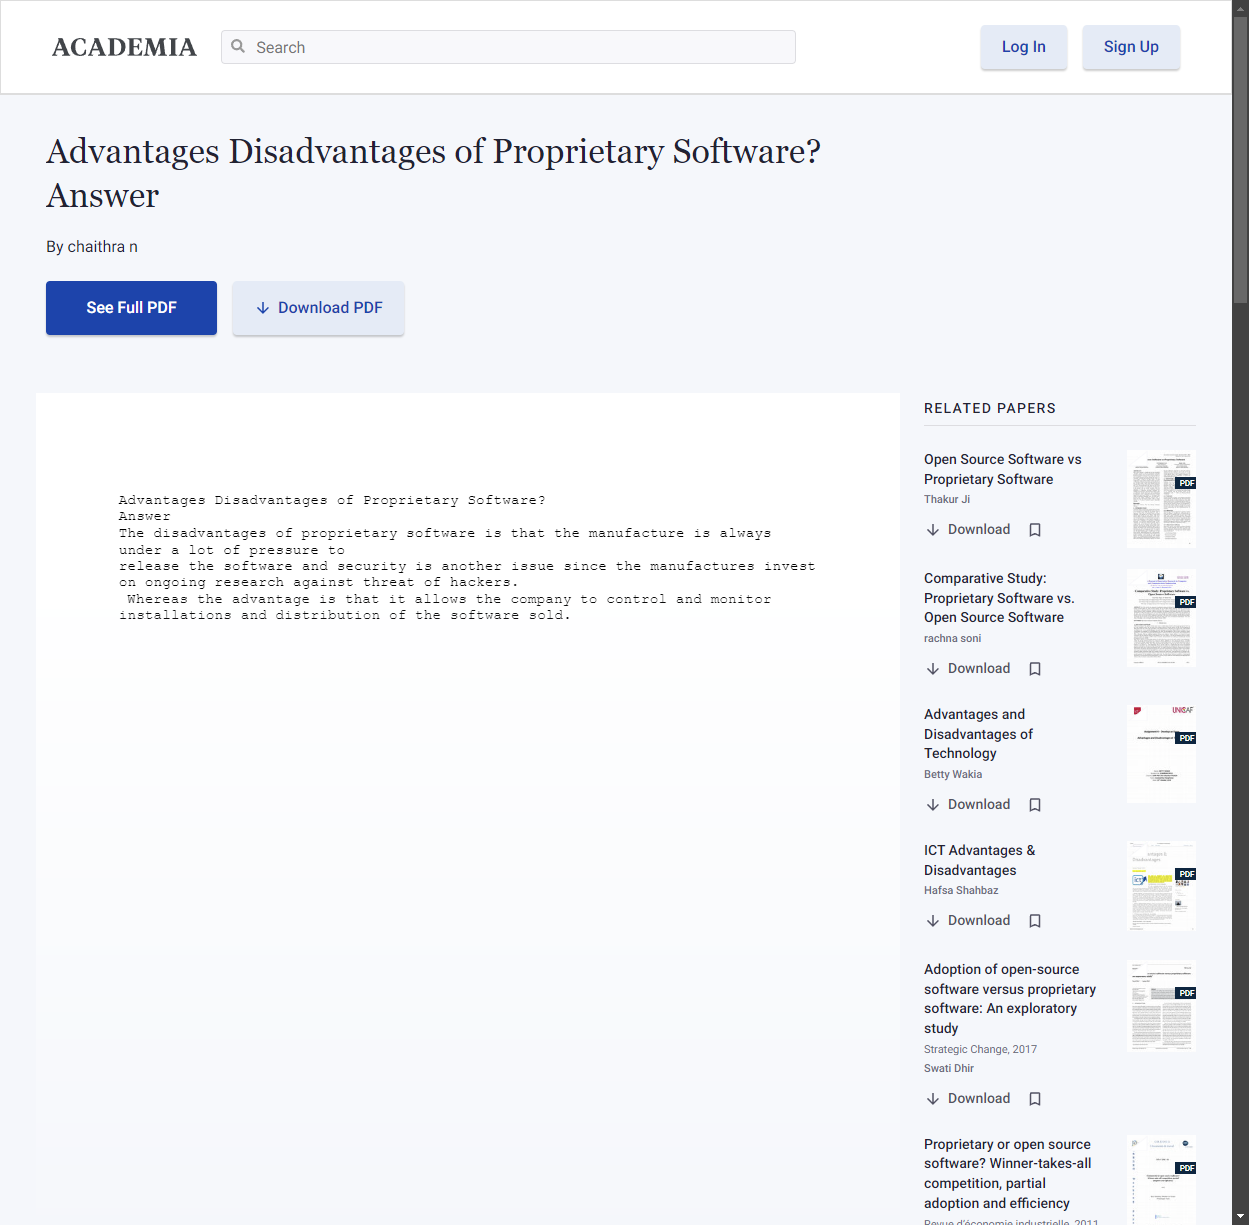 ACADEMIA
Search
Log In
Sign Up
Advantages Disadvantages of Proprietary Software?
Answer
By chaithra n
See Full PDF
Download PDF
Advantages Disadvantages of Proprietary Software?
Answer
The disadvantages of proprietary software is that the manufacture is always
under a lot of pressure to
release the software and security is another issue since the manufactures invest
on ongoing research against threat of hackers.
Whereas the advantage is that it allows the company to control and monitor
installations and distribution of the software sold.
RELATED PAPERS
Open Source Software vs
Proprietary Software
Thakur Ji
Download
PDF
Comparative Study:
Proprietary Software vs.
Open Source Software
rachna soni
Download
PDF
Advantages and
Disadvantages of
Technology
Betty Wakia
Download
UNICAF
PDF
ICT Advantages &
Disadvantages
Hafsa Shahbaz
Download
PDF
Adoption of open-source
software versus proprietary
software: An exploratory
study
Strategic Change, 2017
Swati Dhir
Download
PDF
Proprietary or open source
software? Winner-takes-all
competition, partial
adoption and efficiency
Revue d'économie industrielle, 2011
PDF